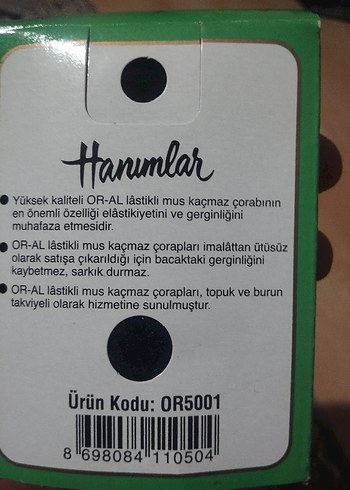 Hanımlar
Yüksek kaliteli OR-AL lâstikli mus kaçmaz çorabının
en önemli özelliği elâstikiyetini ve gerginliğini
muhafaza etmesidir.
OR-AL lâstikli mus kaçmaz çorapları imalâttan ütüsüz
olarak satışa çıkarıldığı için bacaktaki gerginliğini
kaybetmez, sarkık durmaz.
OR-AL lâstikli mus kaçmaz çorapları, topuk ve burun
takviyeli olarak hizmetine sunulmuştur.
Ürün Kodu: OR5001
8 698084 110504